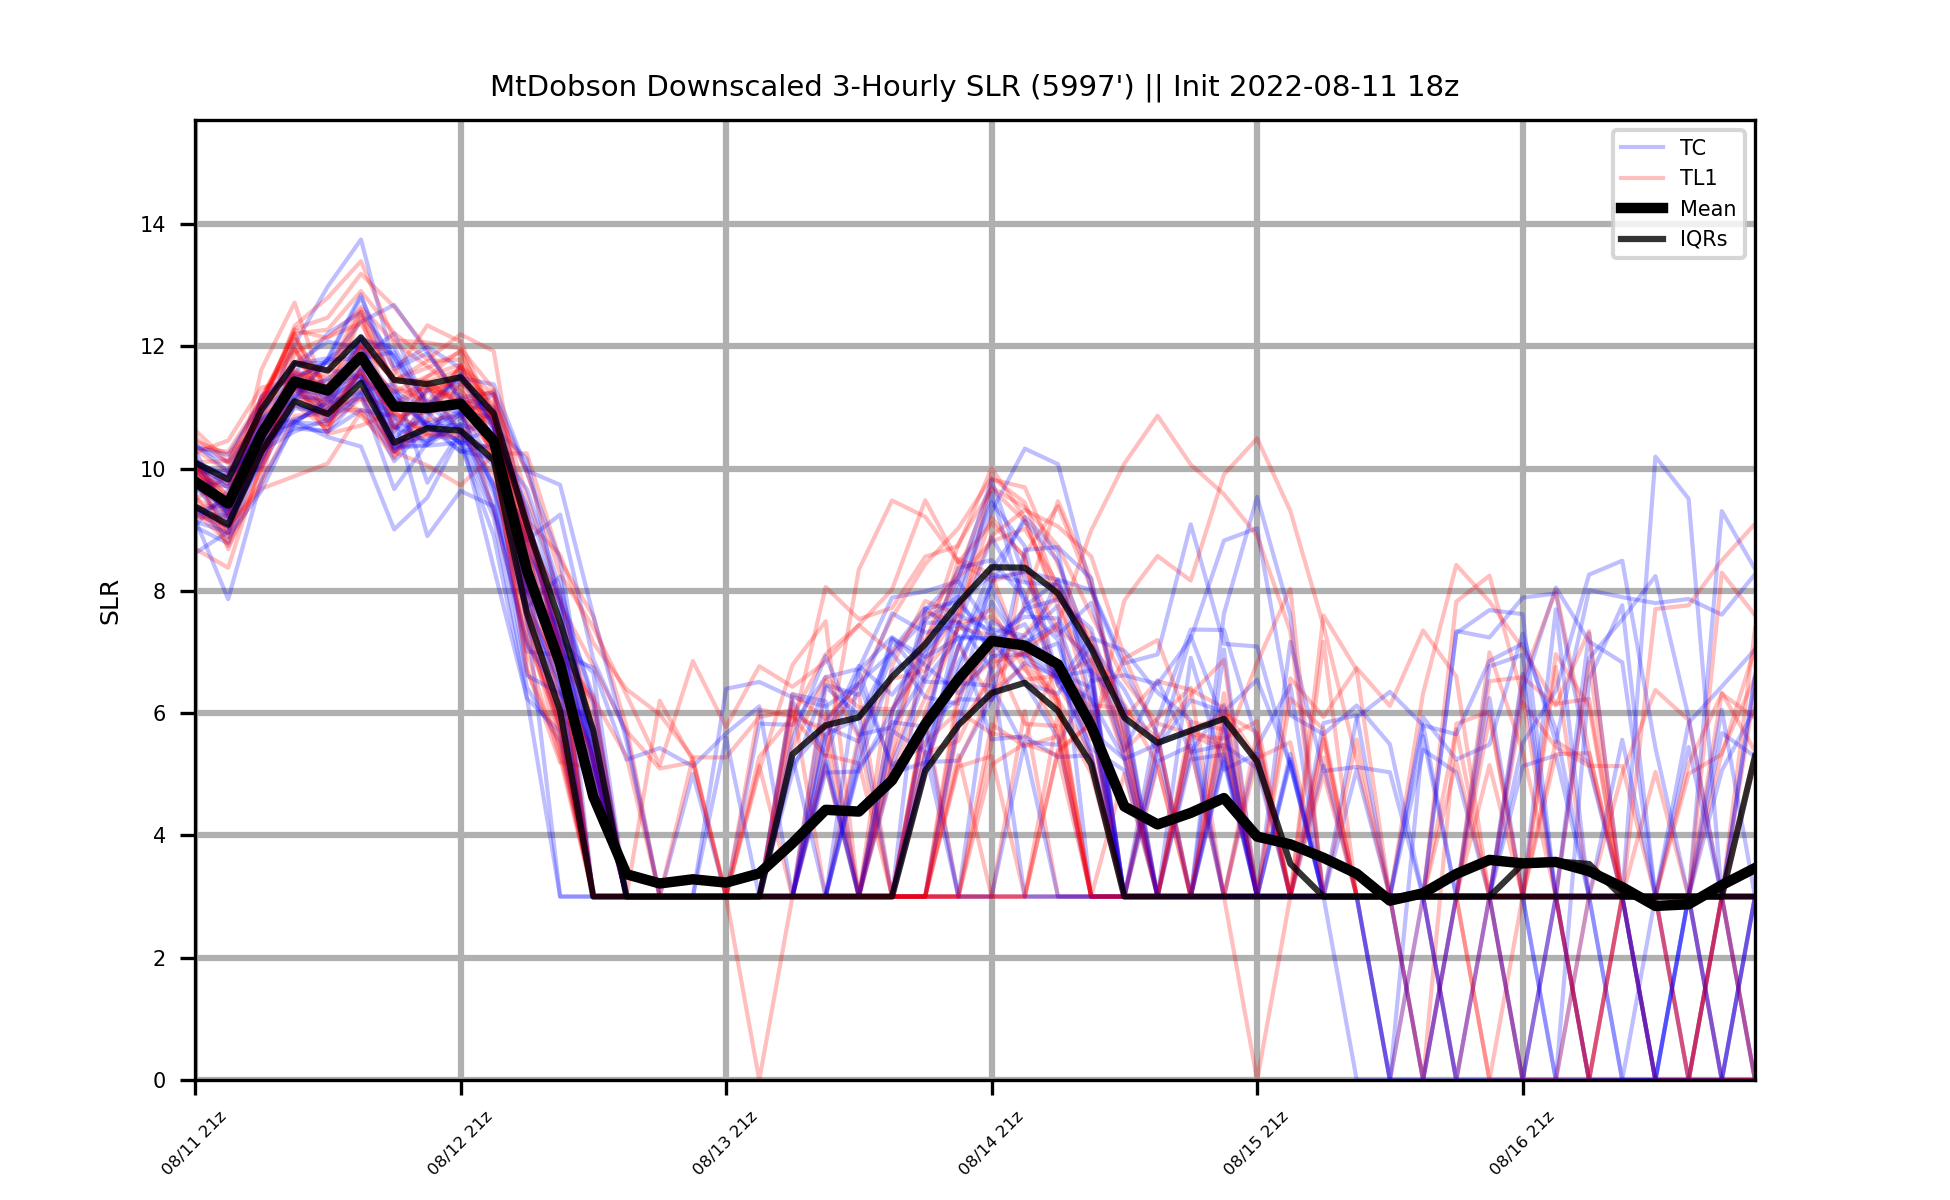 MtDobson Downscaled 3-Hourly SLR (5997') || Init 2022-08-11 18z
TC
TL1
Mean
IQRs
14
12
10
8
6
4
2
0
SLR
08/11 21z
08/12 21z
08/13 21z
08/14 21z
08/15 21z
08/16 21z